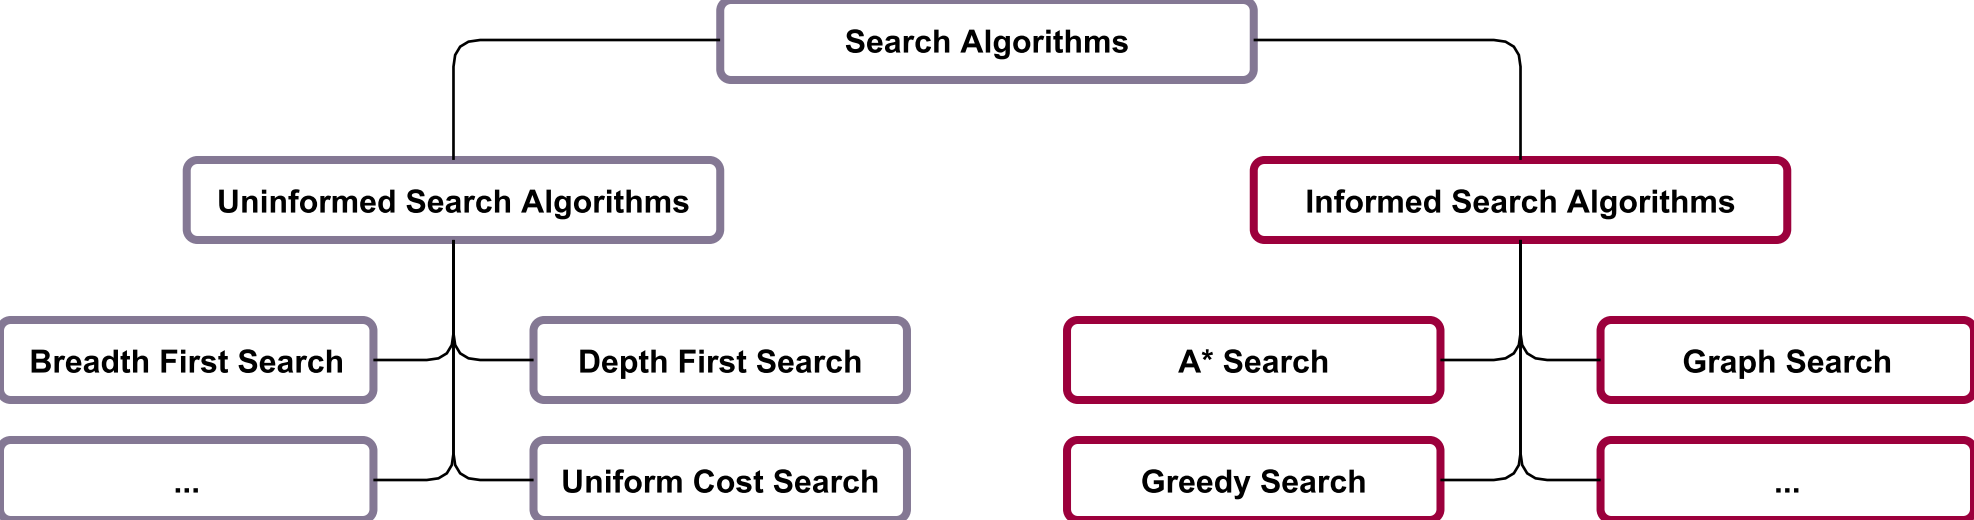 Search Algorithms
Uninformed Search Algorithms
Informed Search Algorithms
Breadth First Search
Depth First Search
A* Search
Graph Search
...
Uniform Cost Search
Greedy Search
...